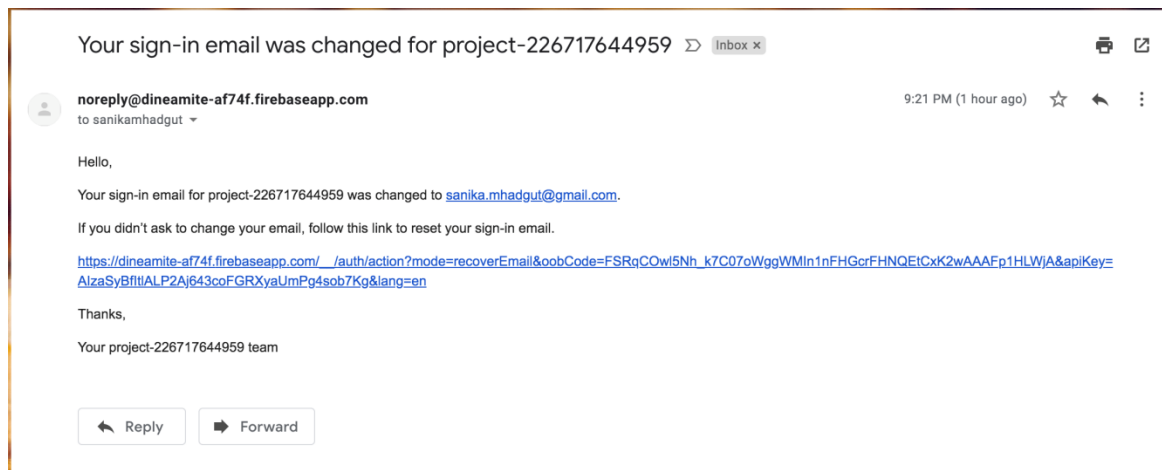 Your sign-in email was changed for project-226717644959 Inbox ×
noreply@dineamite-af74f.firebaseapp.com 9:21 PM (1 hour ago)
to sanikamhadgut
Hello,
Your sign-in email for project-226717644959 was changed to sanika.mhadgut@gmail.com.
If you didn't ask to change your email, follow this link to reset your sign-in email.
https://dineamite-af74f.firebaseapp.com/__/auth/action?mode=recoverEmail&oobCode=FSRqCOwl5Nh_k7C07oWggWMIn1nFHGcrFHNQEtCxK2wAAAFp1HLWjA&apiKey=
AIzaSyBfltlALP2Aj643coFGRXyaUmPg4sob7Kg&lang=en
Thanks,
Your project-226717644959 team
Reply Forward